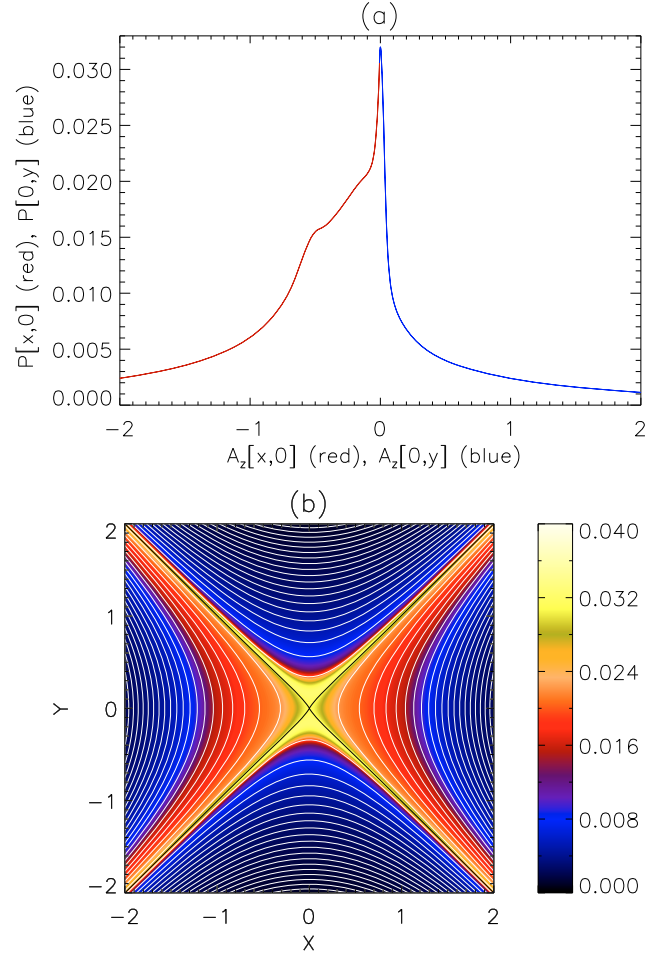 (a)
P[x,0] (red), P[0,y] (blue)
0.030
0.025
0.020
0.015
0.010
0.005
0.000
-2 -1 0 1 2
A_z[x,0] (red), A_z[0,y] (blue)
(b)
Y
2
1
0
-1
-2
-2 -1 0 1 2
X
0.040
0.032
0.024
0.016
0.008
0.000